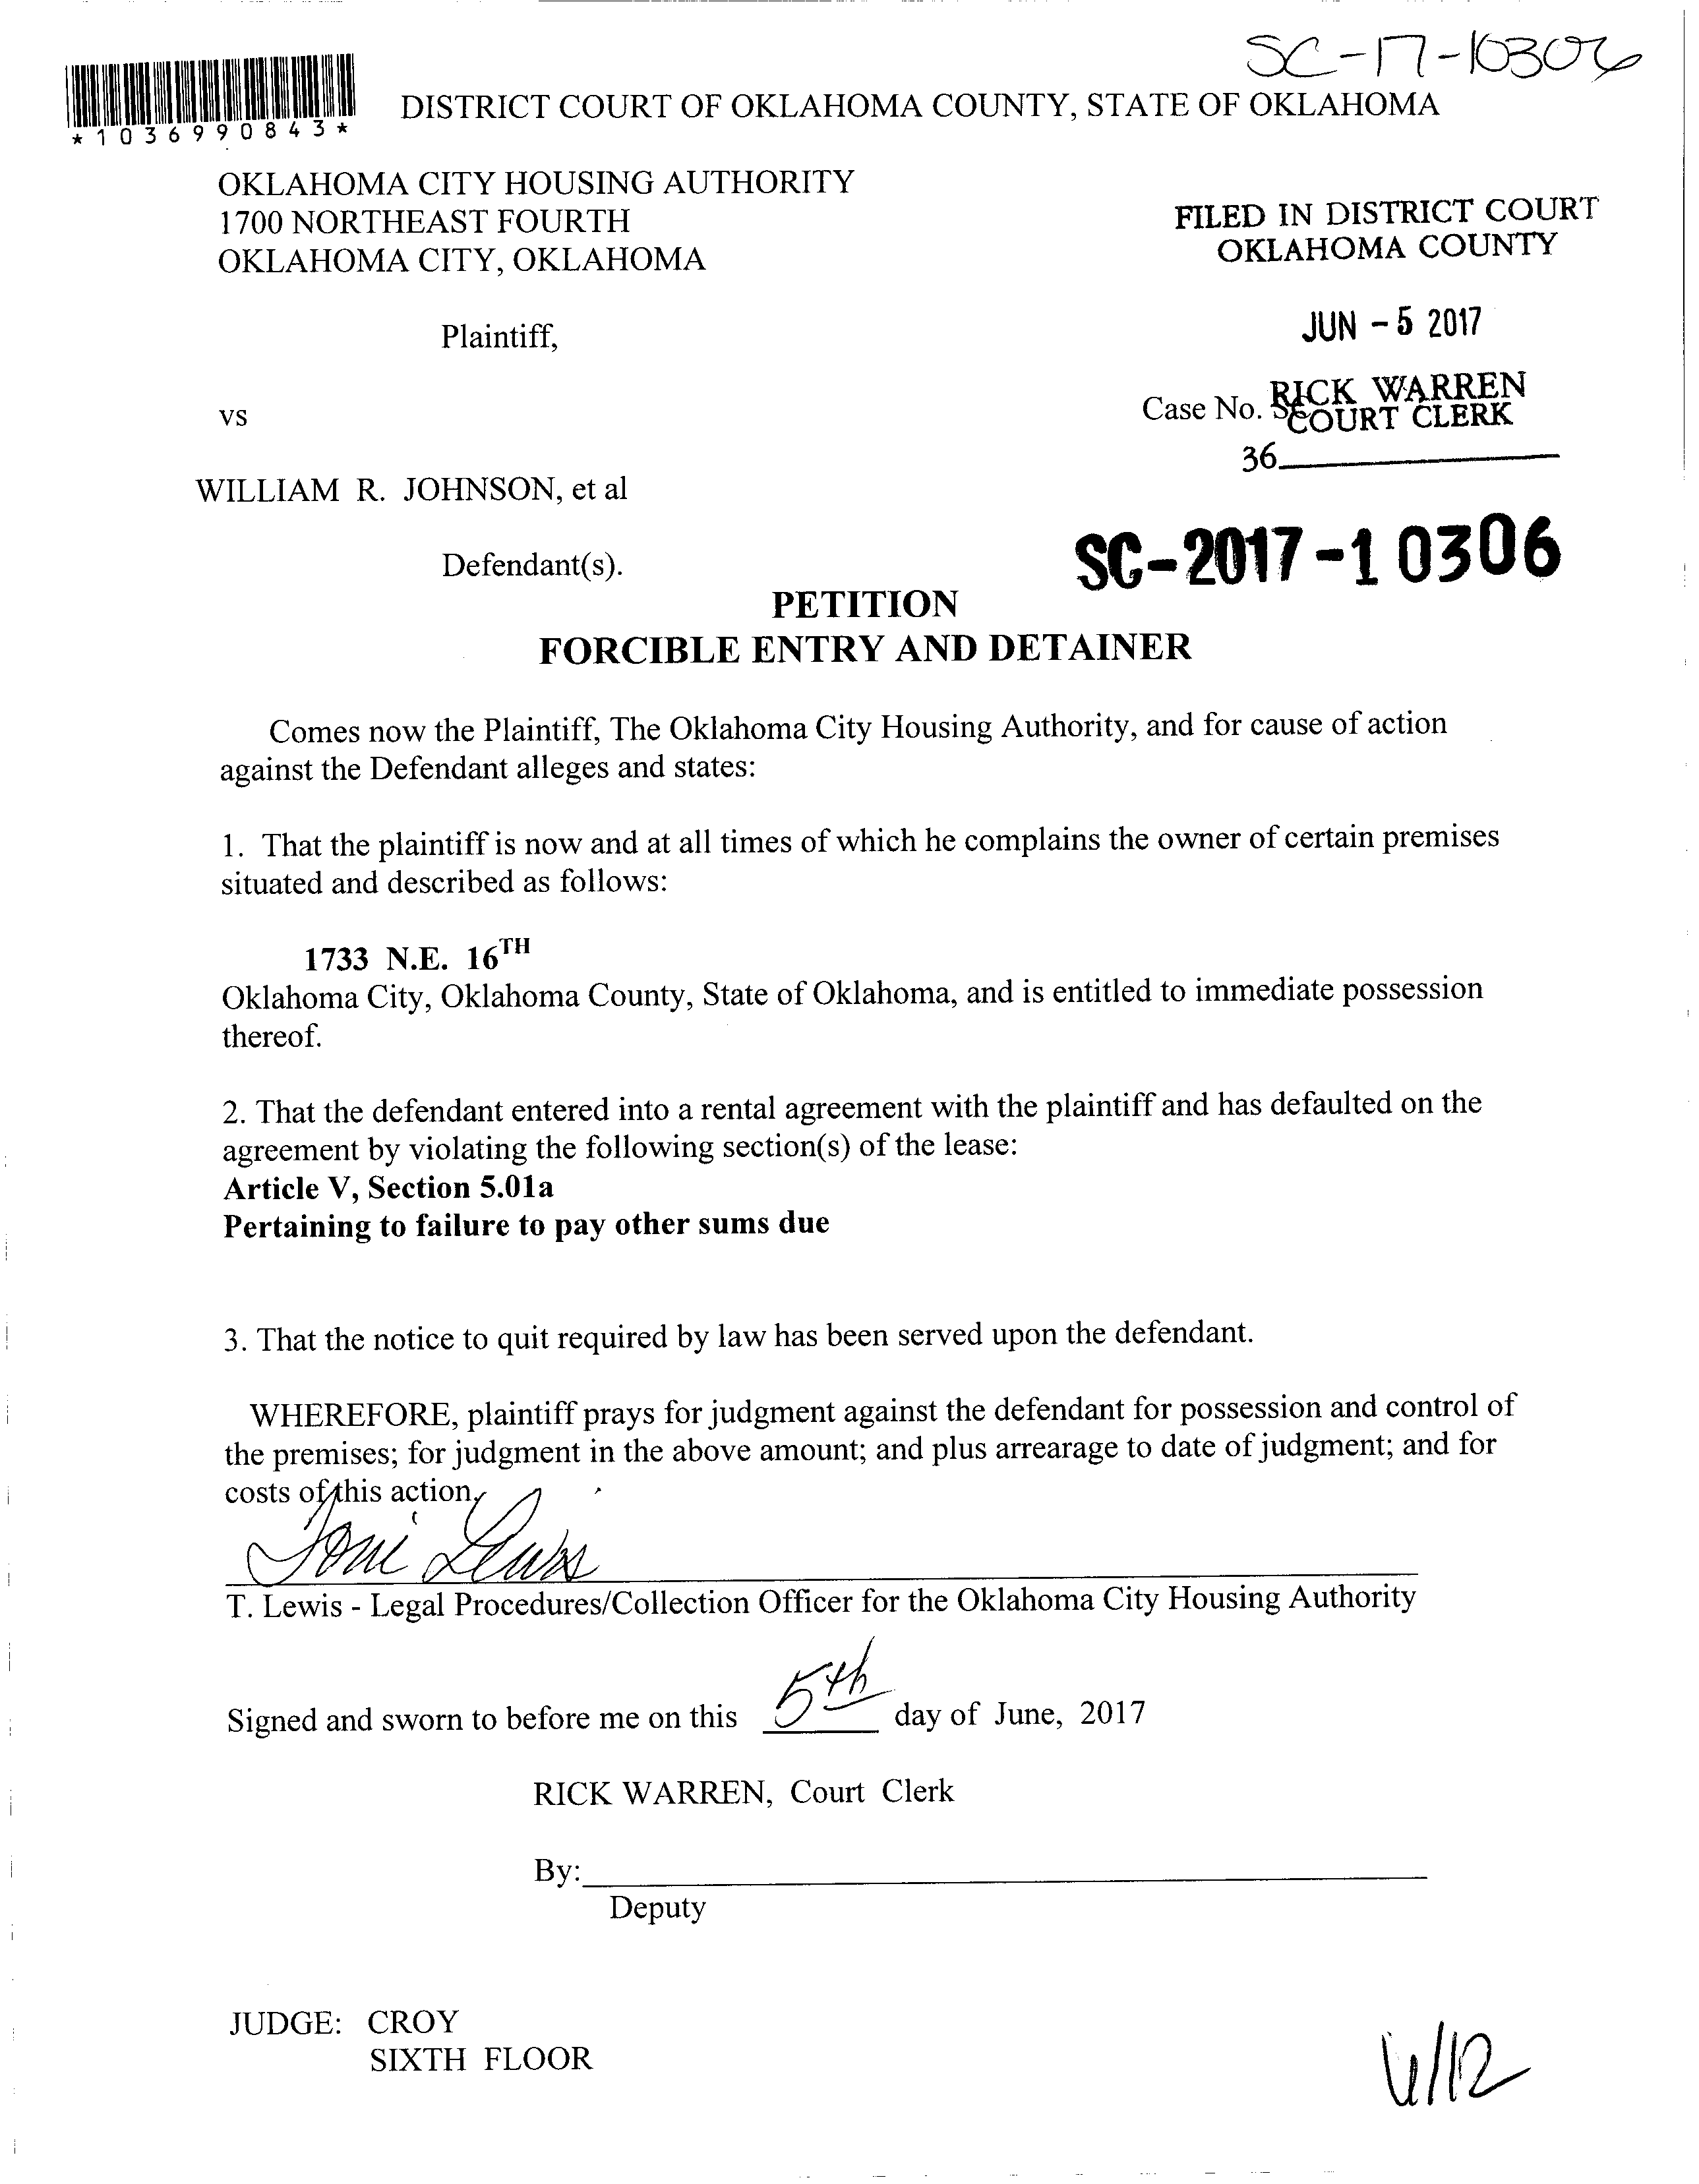 SC-17-10306
*1036990843*
DISTRICT COURT OF OKLAHOMA COUNTY, STATE OF OKLAHOMA
OKLAHOMA CITY HOUSING AUTHORITY
1700 NORTHEAST FOURTH
OKLAHOMA CITY, OKLAHOMA
FILED IN DISTRICT COURT
OKLAHOMA COUNTY
JUN - 5 2017
Plaintiff,
RICK WARREN
COURT CLERK
Case No. SC
36
vs
WILLIAM R. JOHNSON, et al
Defendant(s).
SC-2017-10306
PETITION
FORCIBLE ENTRY AND DETAINER
Comes now the Plaintiff, The Oklahoma City Housing Authority, and for cause of action
against the Defendant alleges and states:
1. That the plaintiff is now and at all times of which he complains the owner of certain premises
situated and described as follows:
1733 N.E. 16TH
Oklahoma City, Oklahoma County, State of Oklahoma, and is entitled to immediate possession
thereof.
2. That the defendant entered into a rental agreement with the plaintiff and has defaulted on the
agreement by violating the following section(s) of the lease:
Article V, Section 5.01a
Pertaining to failure to pay other sums due
3. That the notice to quit required by law has been served upon the defendant.
WHEREFORE, plaintiff prays for judgment against the defendant for possession and control of
the premises; for judgment in the above amount; and plus arrearage to date of judgment; and for
costs of this action.
Toni Lewis
T. Lewis - Legal Procedures/Collection Officer for the Oklahoma City Housing Authority
Signed and sworn to before me on this 5th day of June, 2017
RICK WARREN, Court Clerk
By:
Deputy
JUDGE: CROY
SIXTH FLOOR
6/12